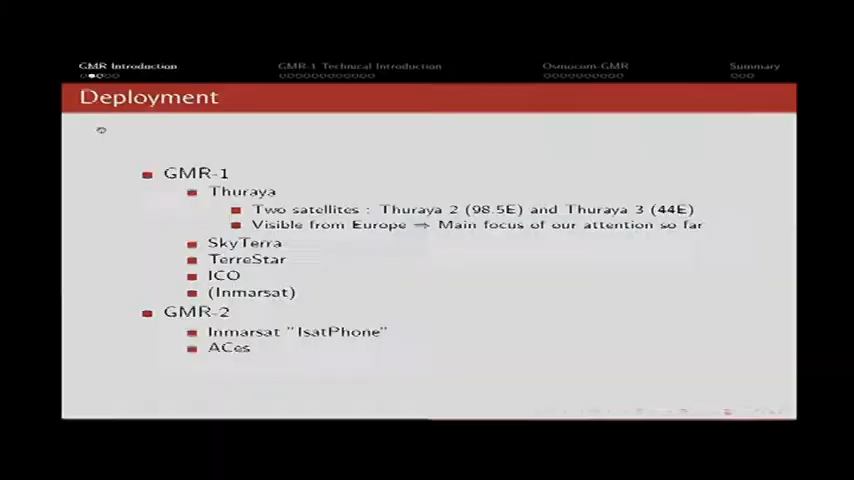 GMR Introduction
GMR-1 Technical Introduction
Osmocom-GMR
Summary
Deployment
GMR-1
Thuraya
Two satellites : Thuraya 2 (98.5E) and Thuraya 3 (44E)
Visible from Europe ⇒ Main focus of our attention so far
SkyTerra
TerreStar
ICO
(Inmarsat)
GMR-2
Inmarsat "IsatPhone"
ACes